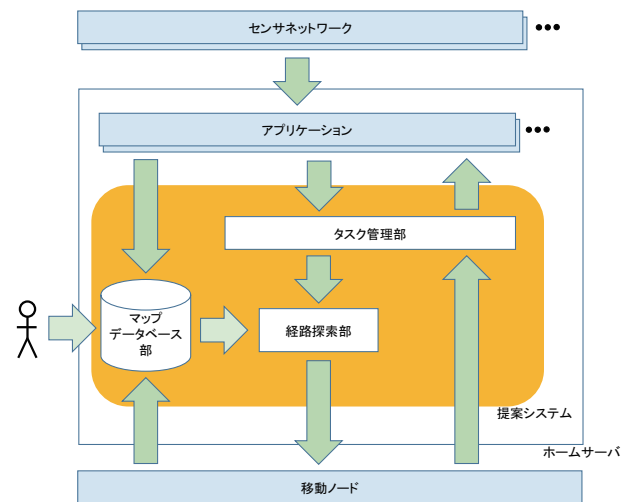 センサネットワーク
•••
アプリケーション
•••
タスク管理部
マップ
データベース
部
経路探索部
提案システム
ホームサーバ
移動ノード